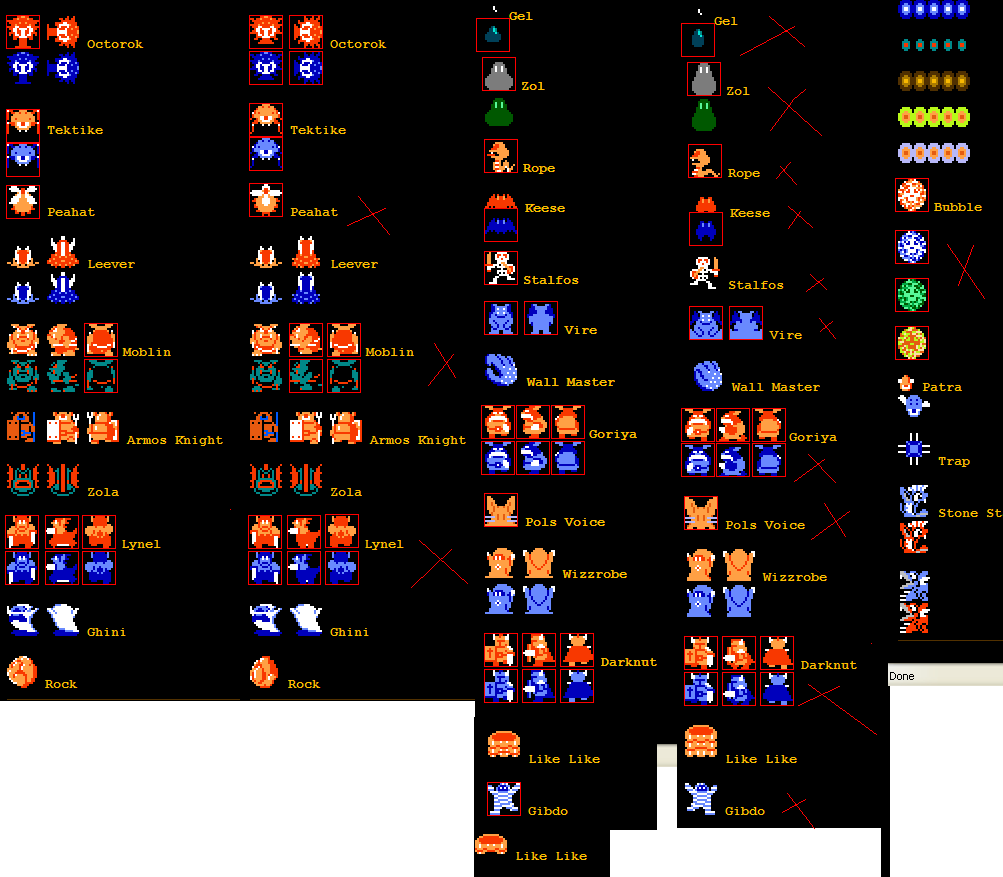 Octorok
Tektike
Peahat
Leever
Moblin
Armos Knight
Zola
Lynel
Ghini
Rock
Octorok
Tektike
Peahat
Leever
Moblin
Armos Knight
Zola
Lynel
Ghini
Rock
Gel
Zol
Rope
Keese
Stalfos
Vire
Wall Master
Goriya
Pols Voice
Wizzrobe
Darknut
Like Like
Gibdo
Like Like
Gel
Zol
Rope
Keese
Stalfos
Vire
Wall Master
Goriya
Pols Voice
Wizzrobe
Darknut
Like Like
Gibdo
Bubble
Patra
Trap
Stone St
Done